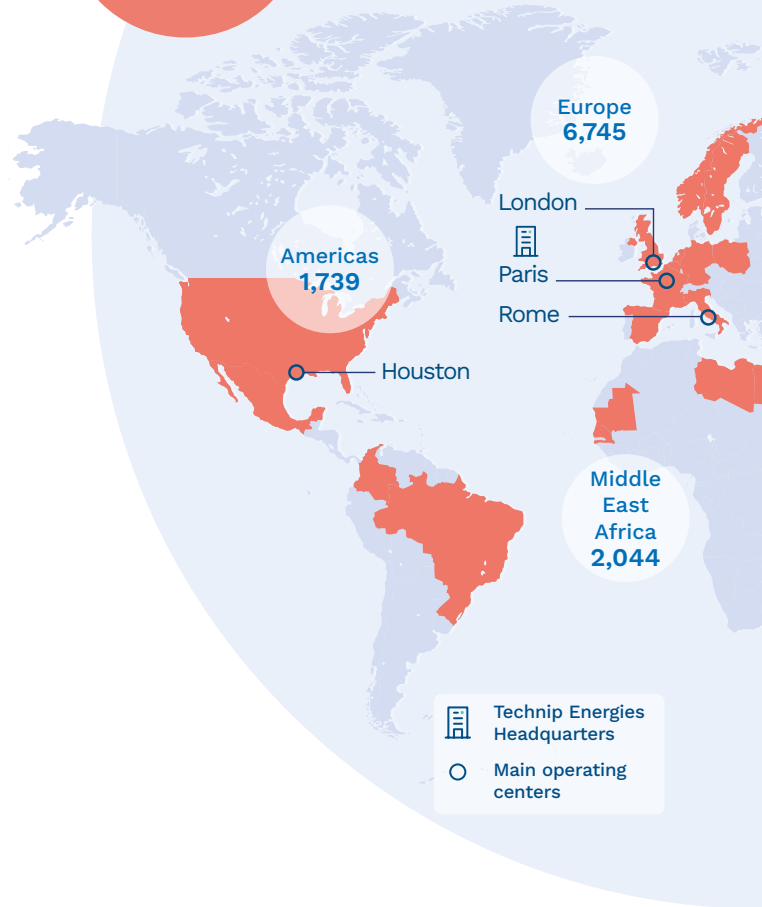 Europe
6,745
London
Americas
1,739
Paris
Rome
Houston
Middle
East
Africa
2,044
Technip Energies
Headquarters
Main operating
centers